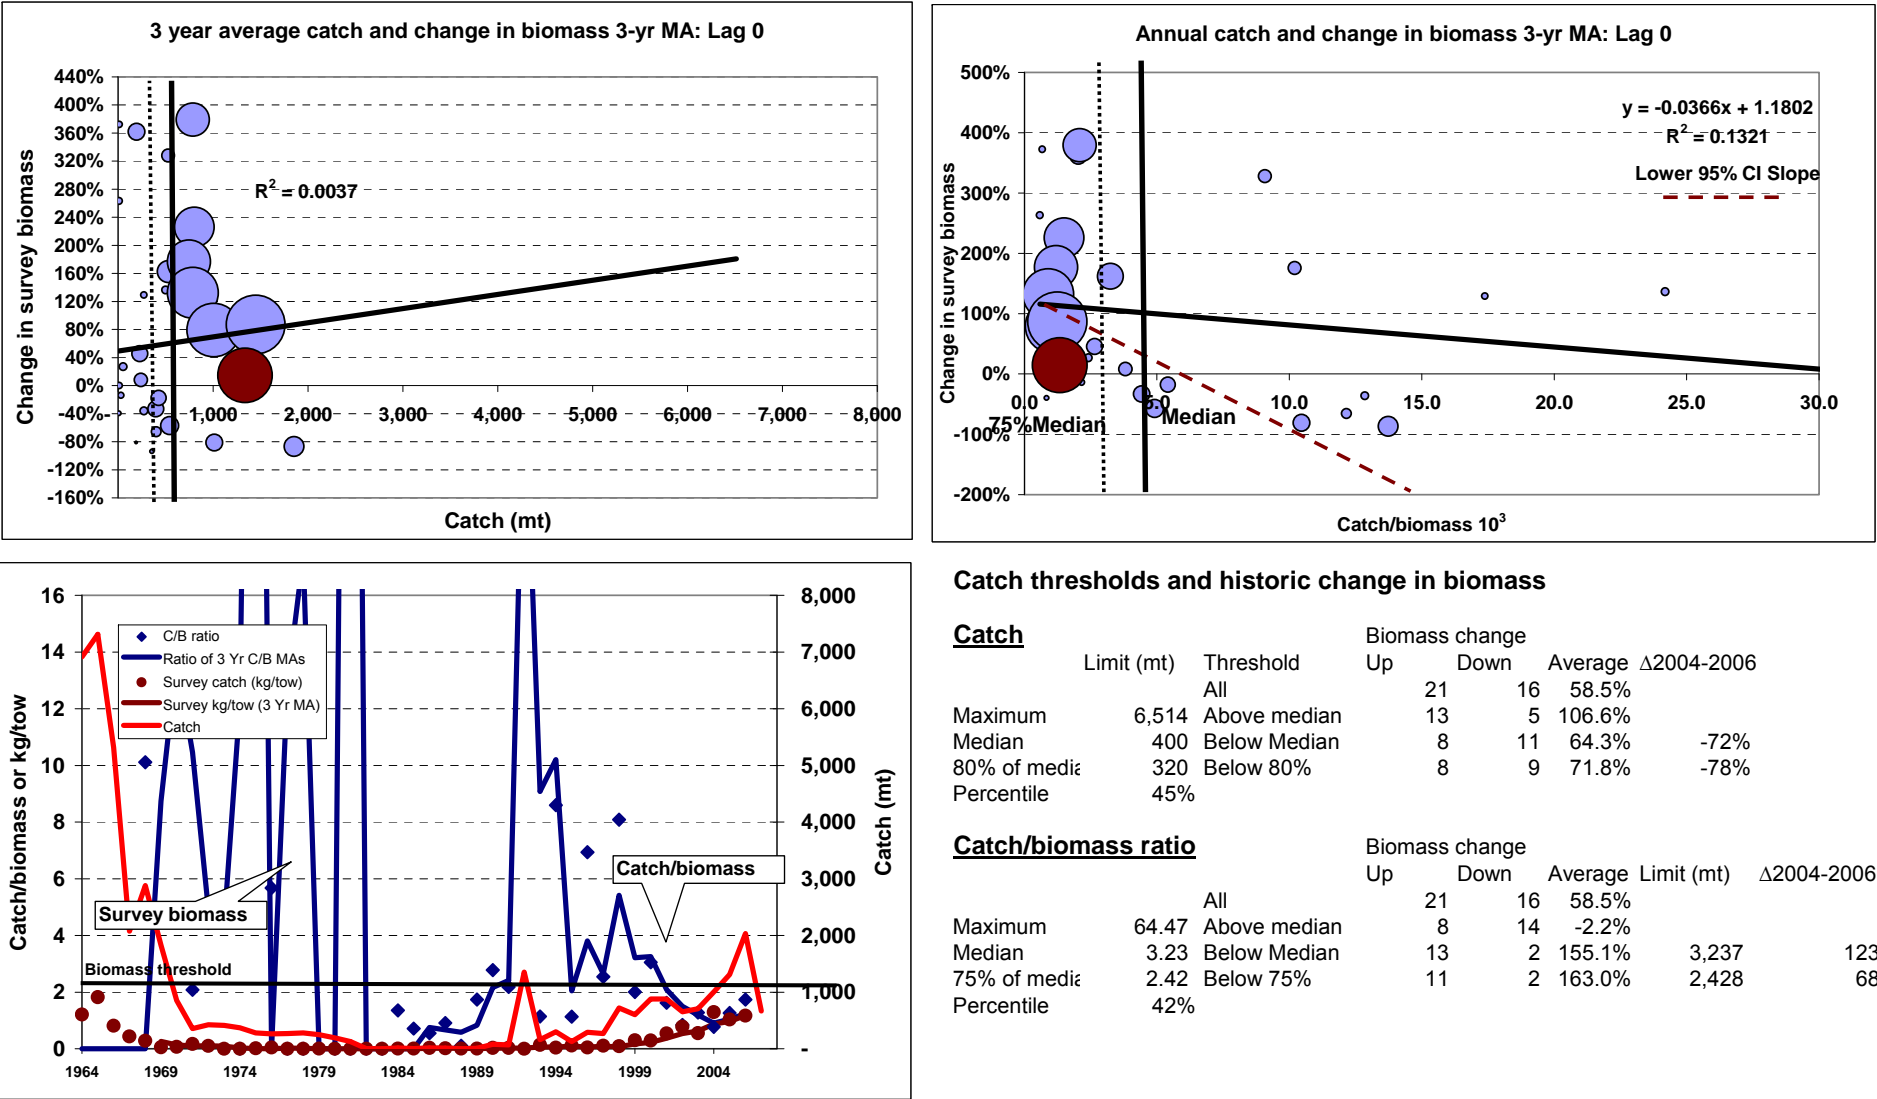 3 year average catch and change in biomass 3-yr MA: Lag 0
440%
400%
360%
320%
280%
240%
200%
160%
120%
80%
40%
0%
-40%
-80%
-120%
-160%
Change in survey biomass
R2 = 0.0037
1,000 2,000 3,000 4,000 5,000 6,000 7,000 8,000
Catch (mt)
Annual catch and change in biomass 3-yr MA: Lag 0
500%
400%
300%
200%
100%
0%
-100%
-200%
Change in survey biomass
y = -0.0366x + 1.1802
R2 = 0.1321
Lower 95% CI Slope
0.0 5.0 10.0 15.0 20.0 25.0 30.0
75%Median
Median
Catch/biomass 103
16
14
12
10
8
6
4
2
0
Catch/biomass or kg/tow
C/B ratio
Ratio of 3 Yr C/B MAs
Survey catch (kg/tow)
Survey kg/tow (3 Yr MA)
Catch
Survey biomass
Catch/biomass
Biomass threshold
8,000
7,000
6,000
5,000
4,000
3,000
2,000
1,000
-
Catch (mt)
1964 1969 1974 1979 1984 1989 1994 1999 2004
Catch thresholds and historic change in biomass
Catch Biomass change
Limit (mt) Threshold Up Down Average Δ2004-2006
All 21 16 58.5%
Maximum 6,514 Above median 13 5 106.6%
Median 400 Below Median 8 11 64.3% -72%
80% of media 320 Below 80% 8 9 71.8% -78%
Percentile 45%
Catch/biomass ratio Biomass change
Up Down Average Limit (mt) Δ2004-2006
All 21 16 58.5%
Maximum 64.47 Above median 8 14 -2.2%
Median 3.23 Below Median 13 2 155.1% 3,237 123
75% of media 2.42 Below 75% 11 2 163.0% 2,428 68
Percentile 42%